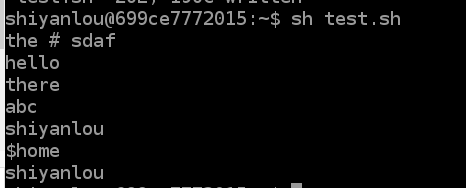 shiyanlou@699ce7772015:~$ sh test.sh
the # sdaf
hello
there
abc
shiyanlou
$home
shiyanlou